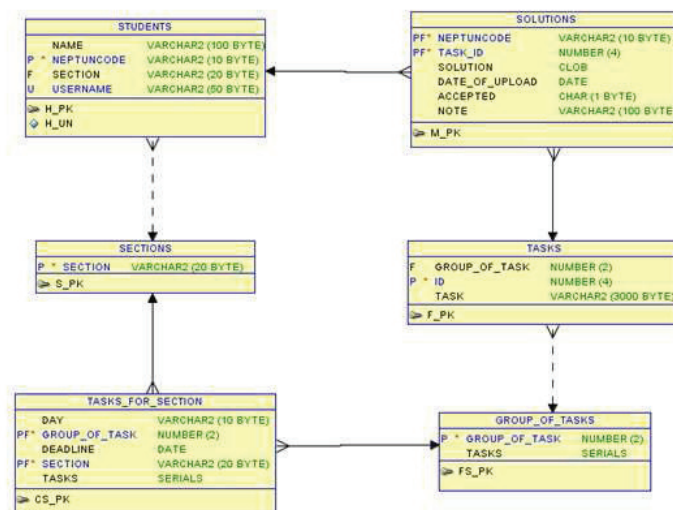 STUDENTS
NAME VARCHAR2 (100 BYTE)
P * NEPTUNCODE VARCHAR2 (10 BYTE)
F SECTION VARCHAR2 (20 BYTE)
U USERNAME VARCHAR2 (50 BYTE)
H_PK
H_UN
SOLUTIONS
PF* NEPTUNCODE VARCHAR2 (10 BYTE)
PF* TASK_ID NUMBER (4)
SOLUTION CLOB
DATE_OF_UPLOAD DATE
ACCEPTED CHAR (1 BYTE)
NOTE VARCHAR2 (100 BYTE)
M_PK
SECTIONS
P * SECTION VARCHAR2 (20 BYTE)
S_PK
TASKS
F GROUP_OF_TASK NUMBER (2)
P * ID NUMBER (4)
TASK VARCHAR2 (3000 BYTE)
F_PK
TASKS_FOR_SECTION
DAY VARCHAR2 (10 BYTE)
PF* GROUP_OF_TASK NUMBER (2)
DEADLINE DATE
PF* SECTION VARCHAR2 (20 BYTE)
TASKS SERIALS
CS_PK
GROUP_OF_TASKS
P * GROUP_OF_TASK NUMBER (2)
TASKS SERIALS
FS_PK